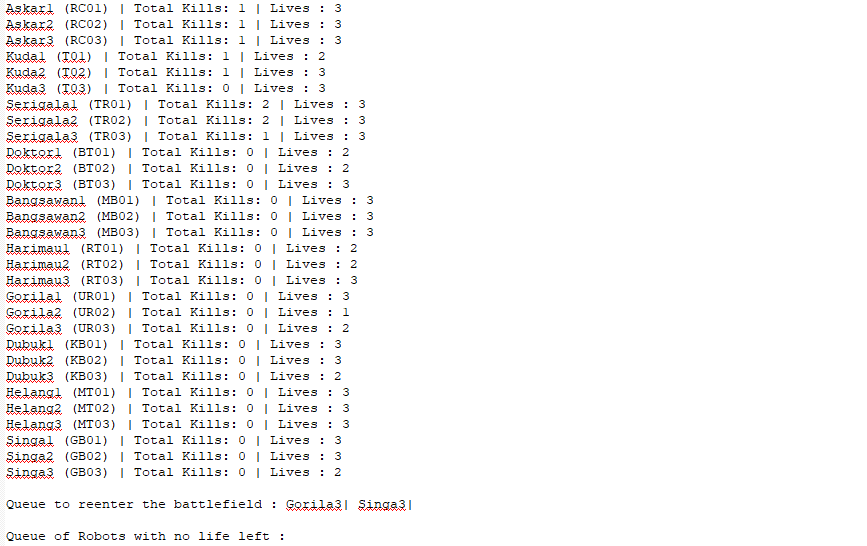 Askar1 (RC01) | Total Kills: 1 | Lives : 3
Askar2 (RC02) | Total Kills: 1 | Lives : 3
Askar3 (RC03) | Total Kills: 1 | Lives : 3
Kuda1 (T01) | Total Kills: 1 | Lives : 2
Kuda2 (T02) | Total Kills: 1 | Lives : 3
Kuda3 (T03) | Total Kills: 0 | Lives : 3
Serigala1 (TR01) | Total Kills: 2 | Lives : 3
Serigala2 (TR02) | Total Kills: 2 | Lives : 3
Serigala3 (TR03) | Total Kills: 1 | Lives : 3
Doktor1 (BT01) | Total Kills: 0 | Lives : 2
Doktor2 (BT02) | Total Kills: 0 | Lives : 2
Doktor3 (BT03) | Total Kills: 0 | Lives : 3
Bangsawan1 (MB01) | Total Kills: 0 | Lives : 3
Bangsawan2 (MB02) | Total Kills: 0 | Lives : 3
Bangsawan3 (MB03) | Total Kills: 0 | Lives : 3
Harimau1 (RT01) | Total Kills: 0 | Lives : 2
Harimau2 (RT02) | Total Kills: 0 | Lives : 2
Harimau3 (RT03) | Total Kills: 0 | Lives : 3
Gorila1 (UR01) | Total Kills: 0 | Lives : 3
Gorila2 (UR02) | Total Kills: 0 | Lives : 1
Gorila3 (UR03) | Total Kills: 0 | Lives : 2
Dubuk1 (KB01) | Total Kills: 0 | Lives : 3
Dubuk2 (KB02) | Total Kills: 0 | Lives : 3
Dubuk3 (KB03) | Total Kills: 0 | Lives : 2
Helang1 (MT01) | Total Kills: 0 | Lives : 3
Helang2 (MT02) | Total Kills: 0 | Lives : 3
Helang3 (MT03) | Total Kills: 0 | Lives : 3
Singa1 (GB01) | Total Kills: 0 | Lives : 3
Singa2 (GB02) | Total Kills: 0 | Lives : 3
Singa3 (GB03) | Total Kills: 0 | Lives : 2
Queue to reenter the battlefield : Gorila3| Singa3|
Queue of Robots with no life left :